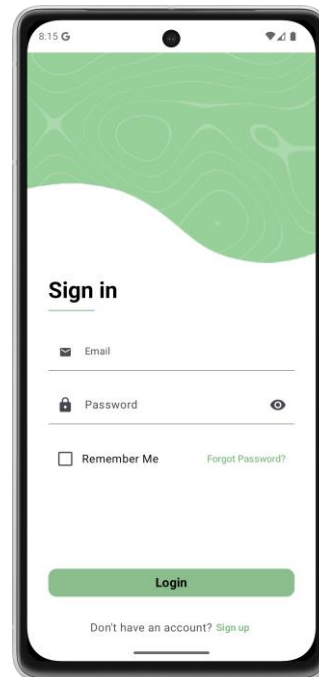 8:15 G
Sign in
Email
Password
Remember Me Forgot Password?
Login
Don't have an account? Sign up